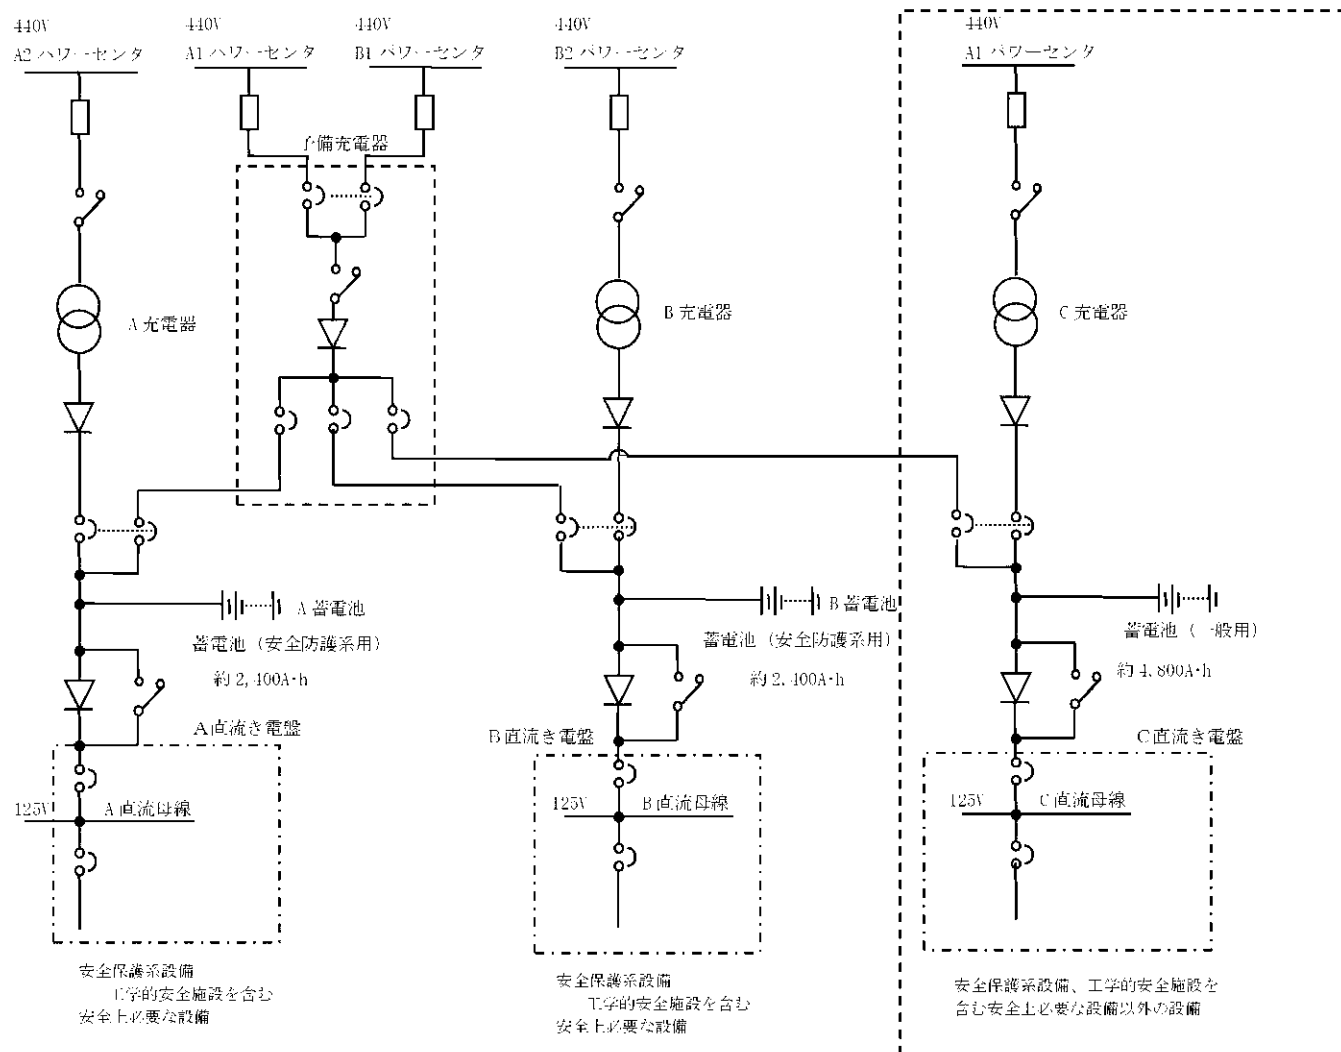 440V
A2 パワーセンタ
440V
A1 パワーセンタ
440V
B1 パワーセンタ
440V
B2 パワーセンタ
440V
A1 パワーセンタ
予備充電器
A 充電器
B 充電器
C 充電器
A 蓄電池
蓄電池（安全防護系用）
約 2,400A・h
B 蓄電池
蓄電池（安全防護系用）
約 2,400A・h
蓄電池（一般用）
約 4,800A・h
A 直流き電盤
B 直流き電盤
C 直流き電盤
125V
A 直流母線
125V
B 直流母線
125V
C 直流母線
安全保護系設備
工学的安全施設を含む
安全上必要な設備
安全保護系設備
工学的安全施設を含む
安全上必要な設備
安全保護系設備、工学的安全施設を
含む安全上必要な設備以外の設備